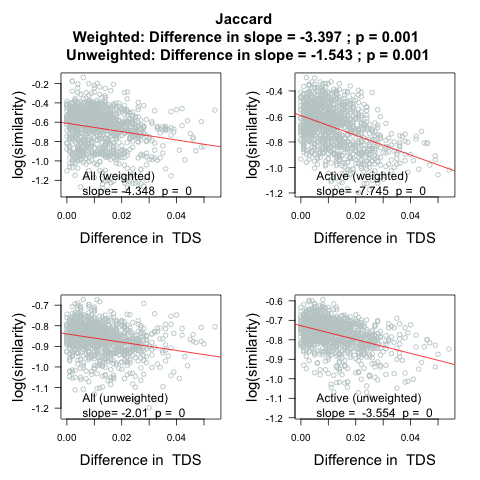 Jaccard
Weighted: Difference in slope = -3.397 ; p = 0.001
Unweighted: Difference in slope = -1.543 ; p = 0.001
log(similarity)
-0.2
-0.4
-0.6
-0.8
-1.0
-1.2
All (weighted)
slope= -4.348 p = 0
0.00
0.02
0.04
Difference in TDS
log(similarity)
-0.4
-0.6
-0.8
-1.0
-1.2
Active (weighted)
slope= -7.745 p = 0
0.00
0.02
0.04
Difference in TDS
log(similarity)
-0.7
-0.8
-0.9
-1.0
-1.1
-1.2
All (unweighted)
slope= -2.01 p = 0
0.00
0.02
0.04
Difference in TDS
log(similarity)
-0.6
-0.7
-0.8
-0.9
-1.0
-1.1
-1.2
Active (unweighted)
slope= -3.554 p = 0
0.00
0.02
0.04
Difference in TDS